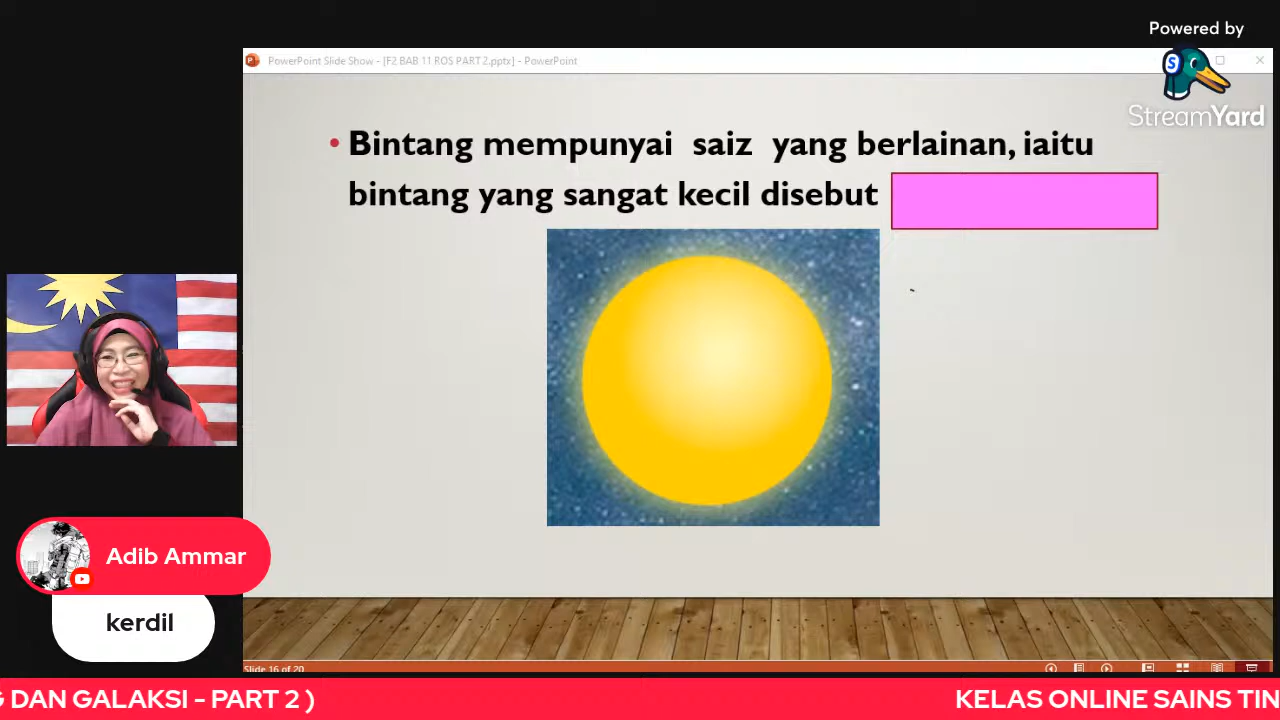 Powered by
StreamYard
PowerPoint Slide Show - [F2 BAB 11 ROS PART 2.pptx] - PowerPoint
• Bintang mempunyai saiz yang berlainan, iaitu
bintang yang sangat kecil disebut
Adib Ammar
kerdil
Slide 16 of 20
G DAN GALAKSI - PART 2 )
KELAS ONLINE SAINS TIN